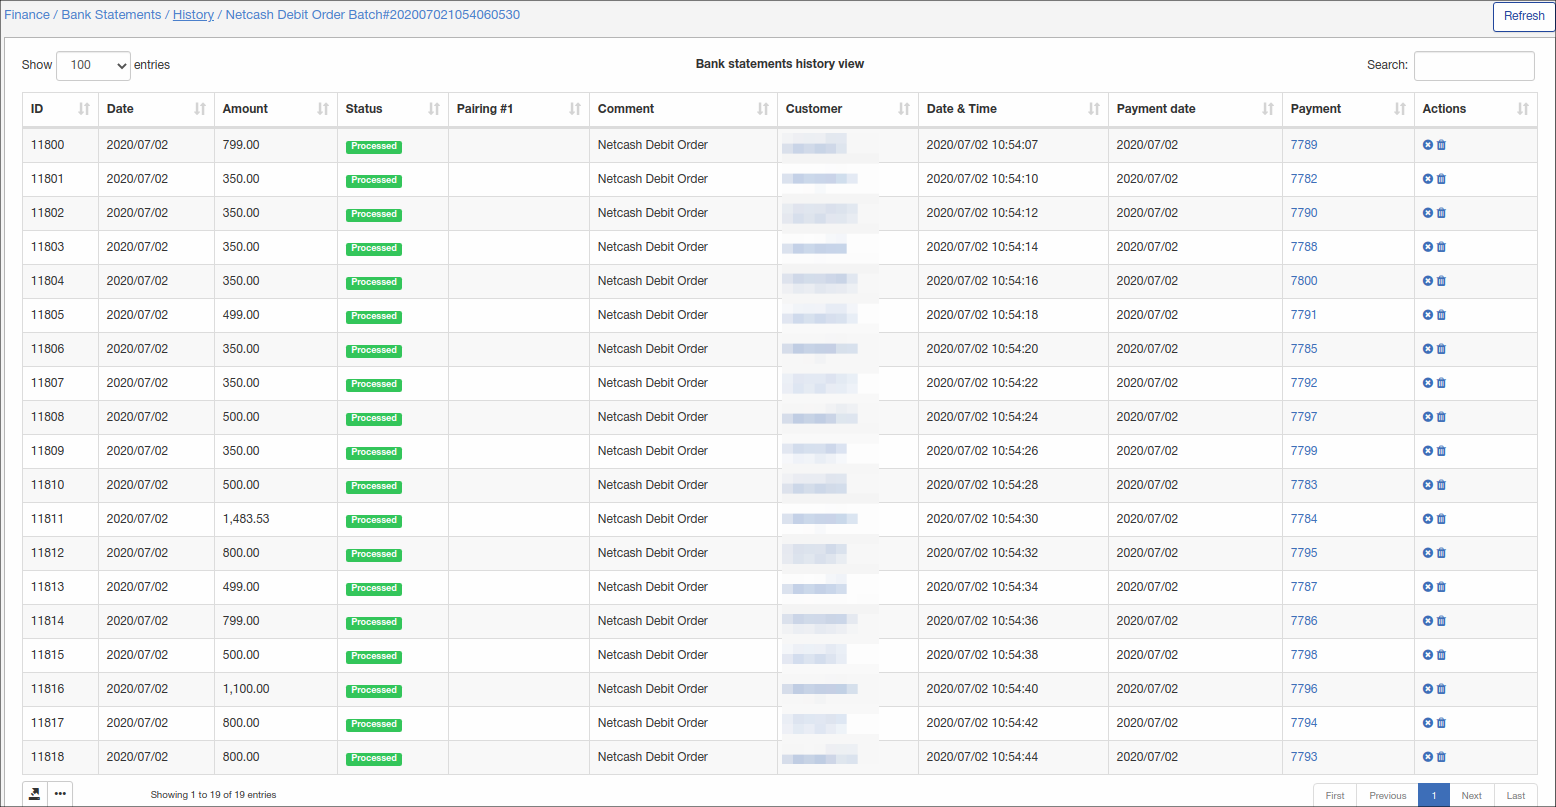 Finance / Bank Statements / History / Netcash Debit Order Batch#202007021054060530 Refresh
Show 100 entries Bank statements history view Search:
ID Date Amount Status Pairing #1 Comment Customer Date & Time Payment date Payment Actions
11800 2020/07/02 799.00 Processed Netcash Debit Order 2020/07/02 10:54:07 2020/07/02 7789
11801 2020/07/02 350.00 Processed Netcash Debit Order 2020/07/02 10:54:10 2020/07/02 7782
11802 2020/07/02 350.00 Processed Netcash Debit Order 2020/07/02 10:54:12 2020/07/02 7790
11803 2020/07/02 350.00 Processed Netcash Debit Order 2020/07/02 10:54:14 2020/07/02 7788
11804 2020/07/02 350.00 Processed Netcash Debit Order 2020/07/02 10:54:16 2020/07/02 7800
11805 2020/07/02 499.00 Processed Netcash Debit Order 2020/07/02 10:54:18 2020/07/02 7791
11806 2020/07/02 350.00 Processed Netcash Debit Order 2020/07/02 10:54:20 2020/07/02 7785
11807 2020/07/02 350.00 Processed Netcash Debit Order 2020/07/02 10:54:22 2020/07/02 7792
11808 2020/07/02 500.00 Processed Netcash Debit Order 2020/07/02 10:54:24 2020/07/02 7797
11809 2020/07/02 350.00 Processed Netcash Debit Order 2020/07/02 10:54:26 2020/07/02 7799
11810 2020/07/02 500.00 Processed Netcash Debit Order 2020/07/02 10:54:28 2020/07/02 7783
11811 2020/07/02 1,483.53 Processed Netcash Debit Order 2020/07/02 10:54:30 2020/07/02 7784
11812 2020/07/02 800.00 Processed Netcash Debit Order 2020/07/02 10:54:32 2020/07/02 7795
11813 2020/07/02 499.00 Processed Netcash Debit Order 2020/07/02 10:54:34 2020/07/02 7787
11814 2020/07/02 799.00 Processed Netcash Debit Order 2020/07/02 10:54:36 2020/07/02 7786
11815 2020/07/02 500.00 Processed Netcash Debit Order 2020/07/02 10:54:38 2020/07/02 7798
11816 2020/07/02 1,100.00 Processed Netcash Debit Order 2020/07/02 10:54:40 2020/07/02 7796
11817 2020/07/02 800.00 Processed Netcash Debit Order 2020/07/02 10:54:42 2020/07/02 7794
11818 2020/07/02 800.00 Processed Netcash Debit Order 2020/07/02 10:54:44 2020/07/02 7793
Showing 1 to 19 of 19 entries First Previous 1 Next Last